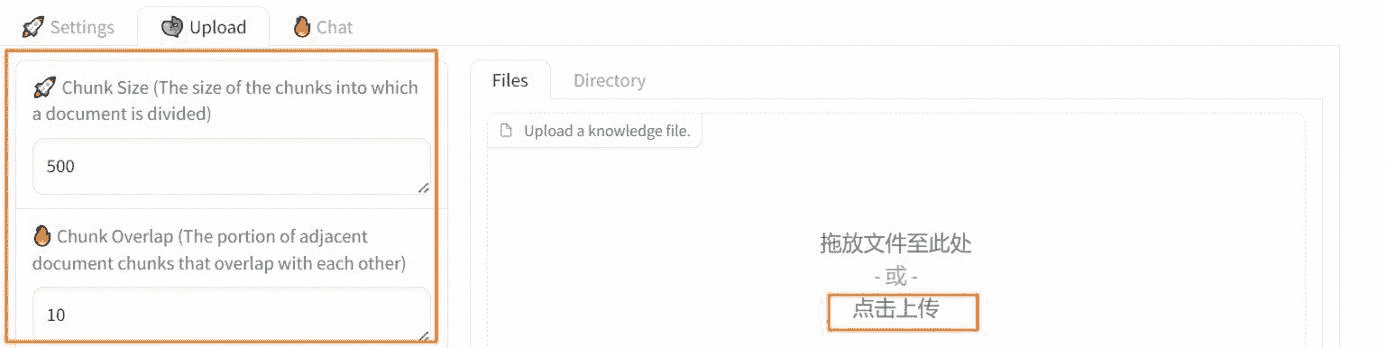 Settings
Upload
Chat
Chunk Size (The size of the chunks into which
a document is divided)
500
Chunk Overlap (The portion of adjacent
document chunks that overlap with each other)
10
Files
Directory
Upload a knowledge file.
拖放文件至此处
- 或 -
点击上传